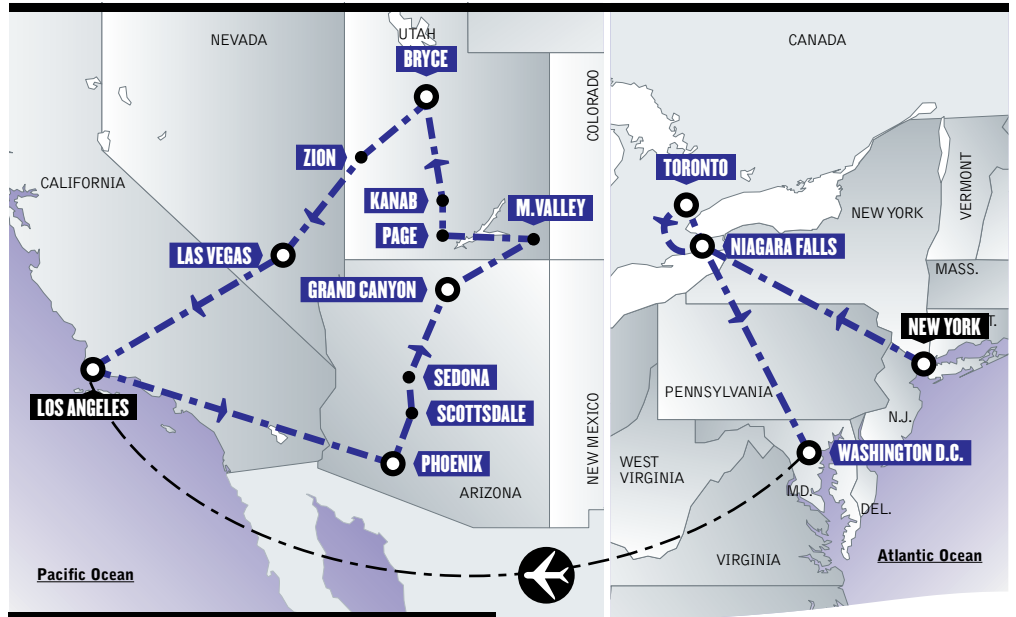 NEVADA
UTAH
BRYCE
COLORADO
ZION
CALIFORNIA
KANAB
M.VALLEY
PAGE
LAS VEGAS
GRAND CANYON
SEDONA
LOS ANGELES
SCOTTSDALE
NEW MEXICO
PHOENIX
ARIZONA
Pacific Ocean
CANADA
TORONTO
VERMONT
NEW YORK
NIAGARA FALLS
MASS.
NEW YORK
T.
PENNSYLVANIA
N.J.
WASHINGTON D.C.
WEST
VIRGINIA
MD.
DEL.
VIRGINIA
Atlantic Ocean